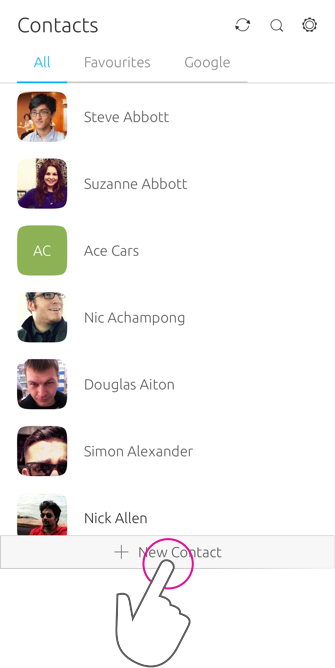 Contacts
All Favourites Google
Steve Abbott
Suzanne Abbott
AC Ace Cars
Nic Achampong
Douglas Aiton
Simon Alexander
Nick Allen
+ New Contact